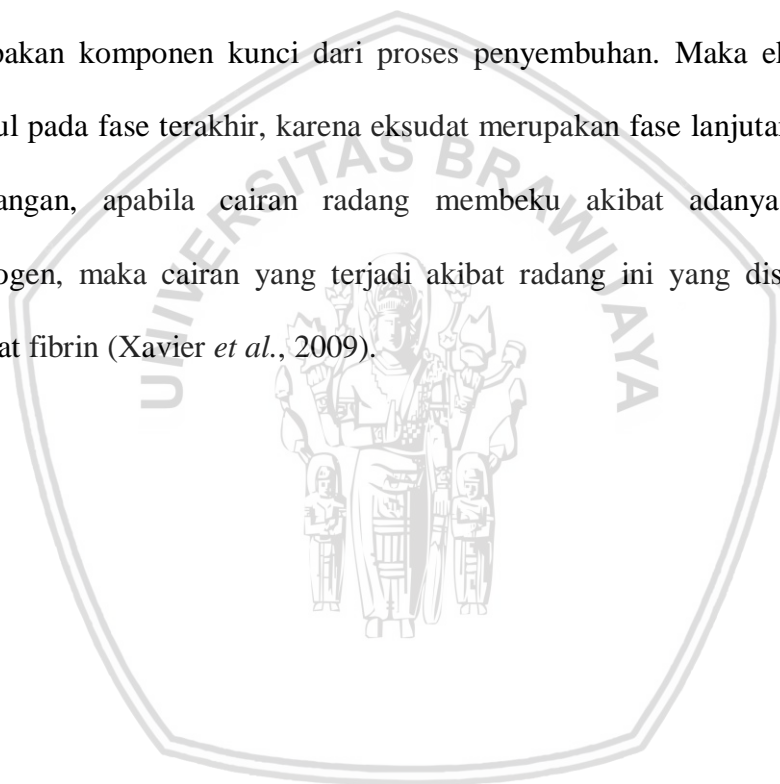 pakan komponen kunci dari proses penyembuhan. Maka ek
ul pada fase terakhir, karena eksudat merupakan fase lanjutan
angan, apabila cairan radang membeku akibat adanya
ogen, maka cairan yang terjadi akibat radang ini yang dis
at fibrin (Xavier et al., 2009).
UNIVERSITAS BRAWIJAYA